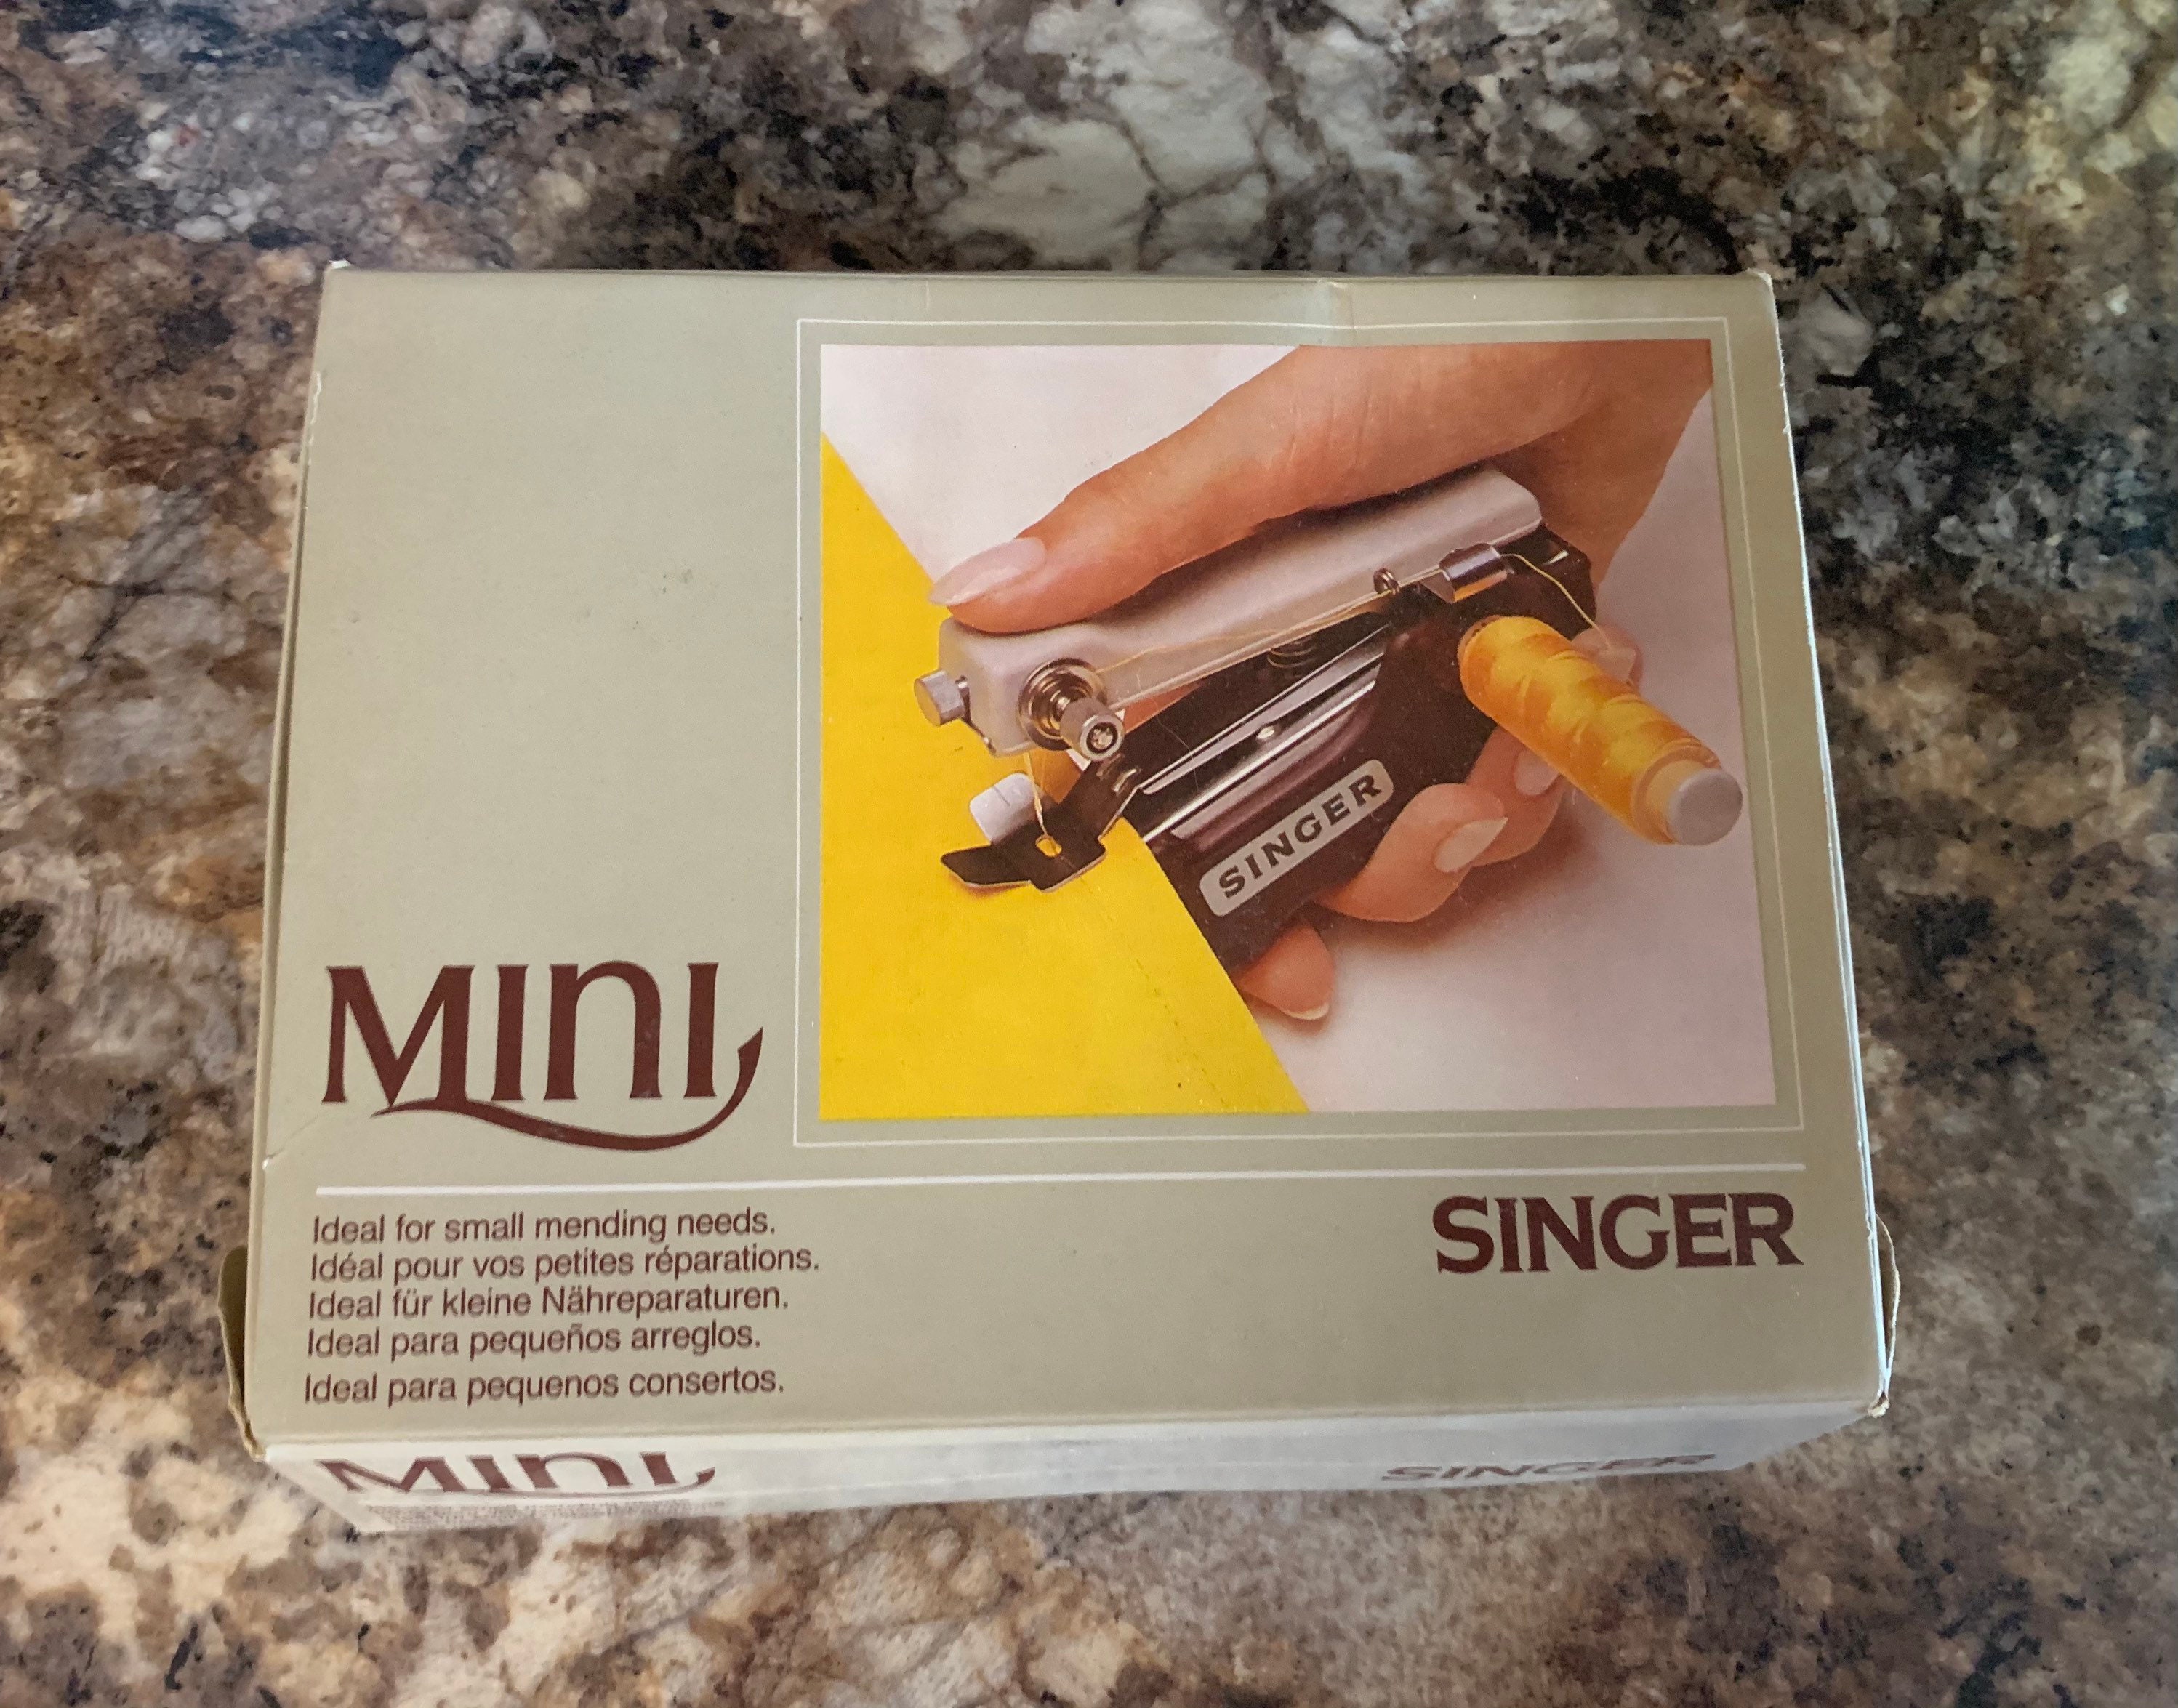 SINGER
MINI
SINGER
Ideal for small mending needs.
Idéal pour vos petites réparations.
Ideal für kleine Nähreparaturen.
Ideal para pequeños arreglos.
Ideal para pequenos consertos.
MINI
SINGER